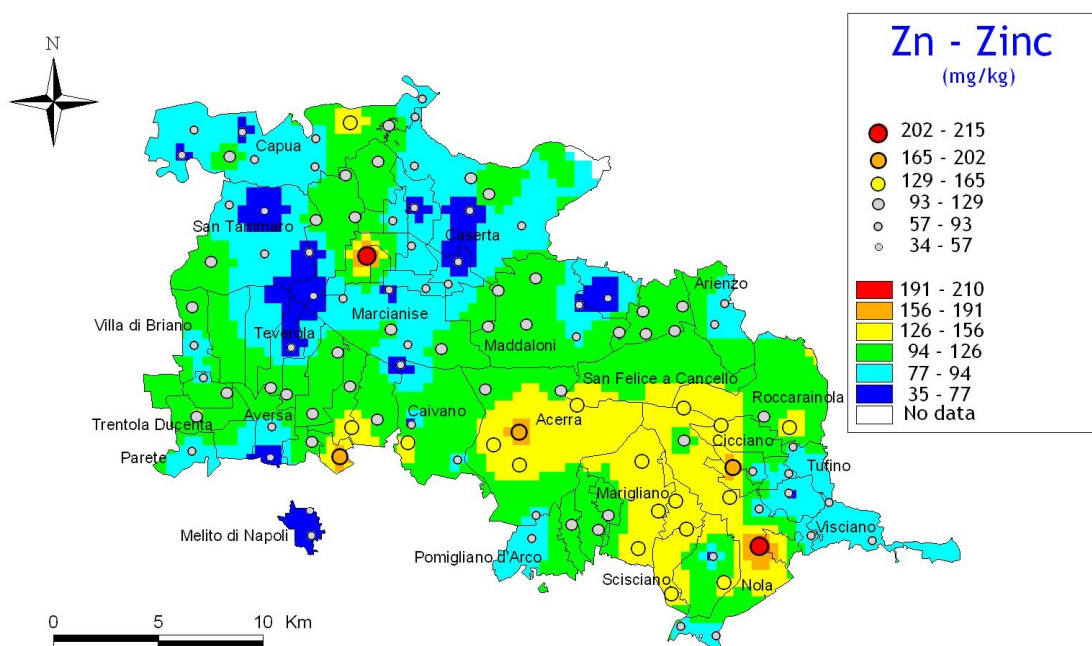 Zn - Zinc
(mg/kg)
202 - 215
165 - 202
129 - 165
93 - 129
57 - 93
34 - 57
191 - 210
156 - 191
126 - 156
94 - 126
77 - 94
35 - 77
No data
N
Capua
San Tammaro
Caserta
Arienzo
Villa di Briano
Marcianise
Teverola
Maddaloni
San Felice a Cancello
Roccarainola
Trentola Ducenta
Aversa
Caivano
Acerra
Cicciano
Parete
Tufino
Marigliano
Melito di Napoli
Visciano
Pomigliano d'Arco
Scisciano
Nola
0 5 10 Km